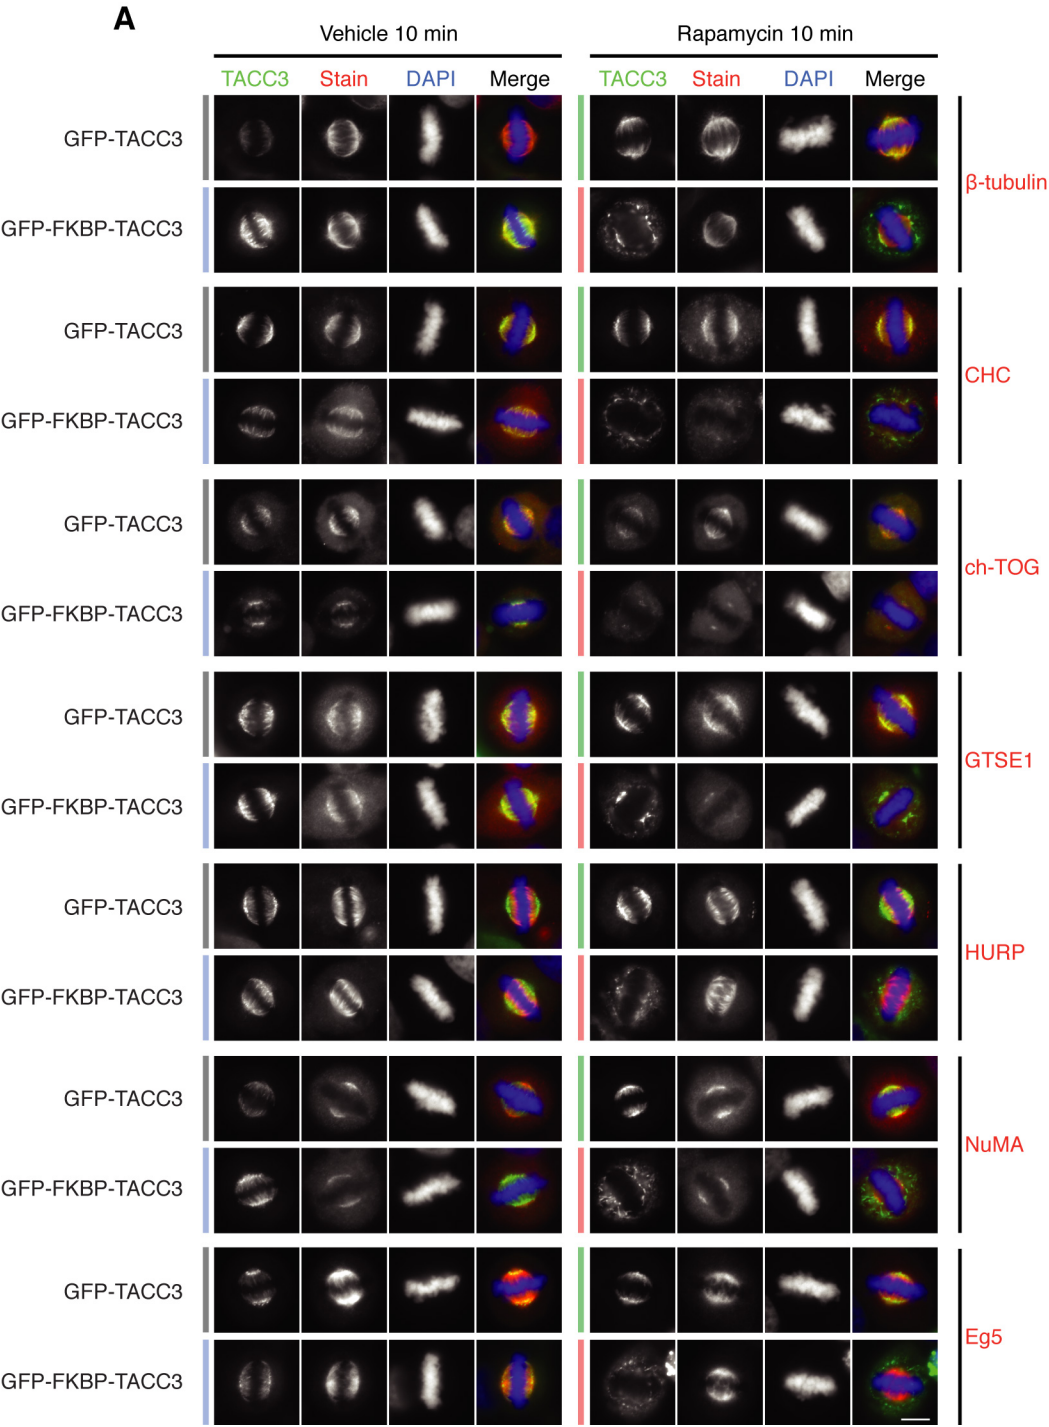 A
Vehicle 10 min Rapamycin 10 min
TACC3 Stain DAPI Merge TACC3 Stain DAPI Merge
GFP-TACC3
β-tubulin
GFP-FKBP-TACC3
GFP-TACC3
CHC
GFP-FKBP-TACC3
GFP-TACC3
ch-TOG
GFP-FKBP-TACC3
GFP-TACC3
GTSE1
GFP-FKBP-TACC3
GFP-TACC3
HURP
GFP-FKBP-TACC3
GFP-TACC3
NuMA
GFP-FKBP-TACC3
GFP-TACC3
Eg5
GFP-FKBP-TACC3